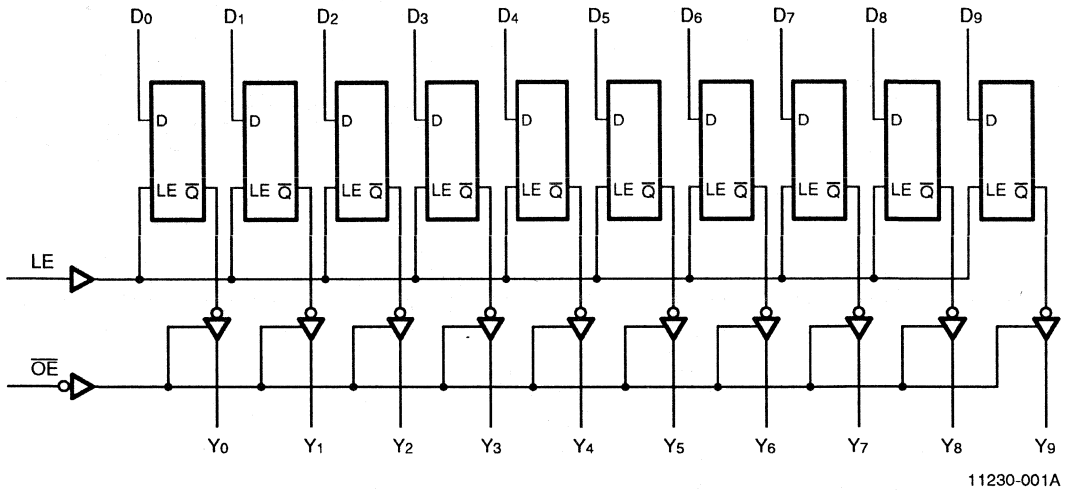 D0 D1 D2 D3 D4 D5 D6 D7 D8 D9
D D D D D D D D D D
LE Q̅ LE Q̅ LE Q̅ LE Q̅ LE Q̅ LE Q̅ LE Q̅ LE Q̅ LE Q̅ LE Q̅
LE
O̅E̅
Y0 Y1 Y2 Y3 Y4 Y5 Y6 Y7 Y8 Y9
11230-001A